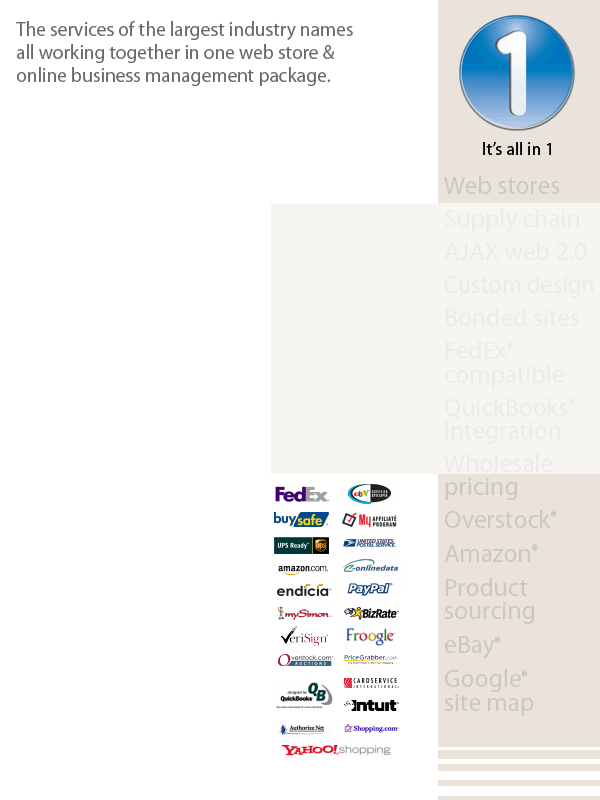 The services of the largest industry names
all working together in one web store &
online business management package.
1
It's all in 1
Web stores
Supply chain
AJAX web 2.0
Custom design
Bonded sites
FedEx®
compatible
QuickBooks®
integration
Wholesale
pricing
Overstock®
Amazon®
Product
sourcing
eBay®
Google®
site map
FedEx
ebY CERTIFIED DEVELOPER
buysafe
My AFFILIATE PROGRAM
UPS Ready UPS
UNITED STATES POSTAL SERVICE
amazon.com
e-onlinedata
endicia
PayPal
mySimon
BizRate
VeriSign
Froogle
Overstock.com AUCTIONS
PriceGrabber.com
designed for QuickBooks QB
CARDSERVICE INTERNATIONAL
Intuit
Authorize.Net
Shopping.com
YAHOO! shopping